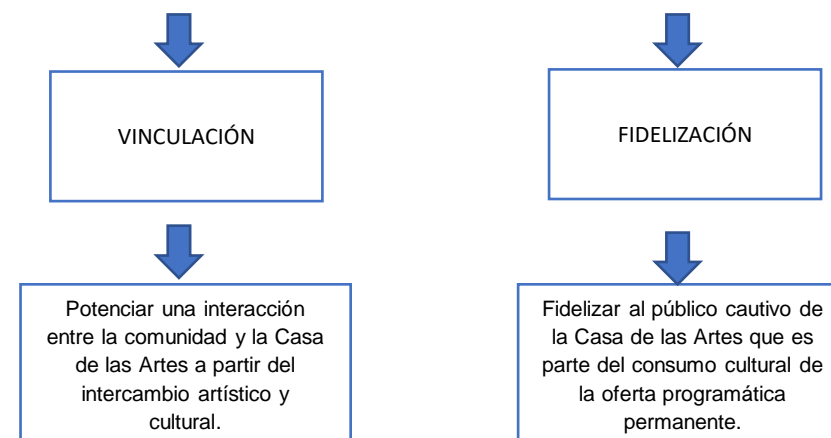 VINCULACIÓN
Potenciar una interacción
entre la comunidad y la Casa
de las Artes a partir del
intercambio artístico y
cultural.
FIDELIZACIÓN
Fidelizar al público cautivo de
la Casa de las Artes que es
parte del consumo cultural de
la oferta programática
permanente.